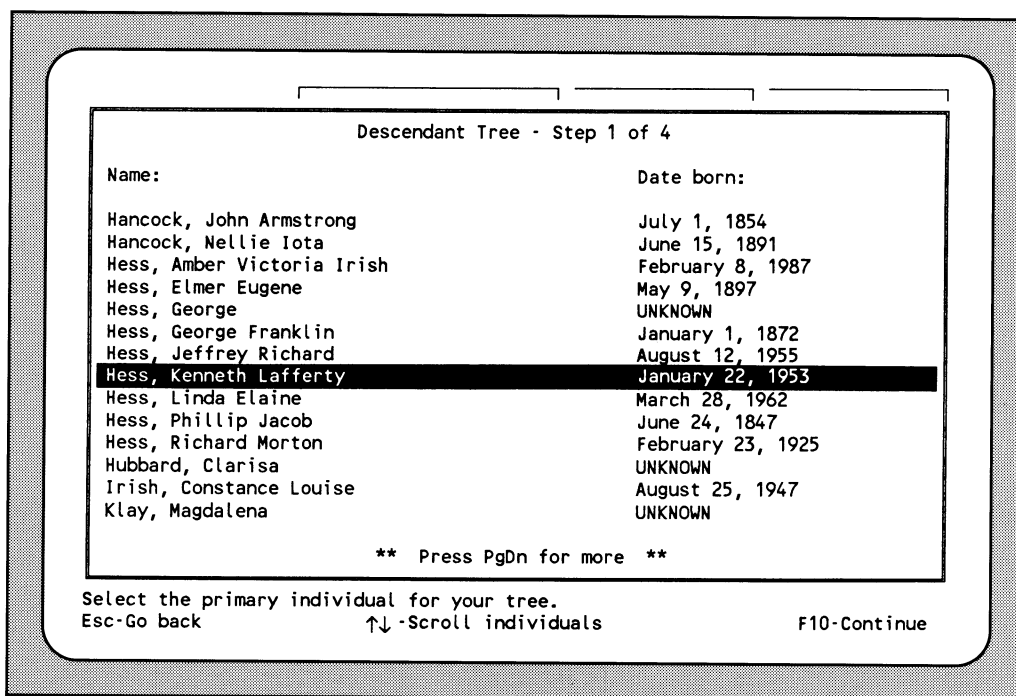 Descendant Tree - Step 1 of 4
Name: Date born:
Hancock, John Armstrong July 1, 1854
Hancock, Nellie Iota June 15, 1891
Hess, Amber Victoria Irish February 8, 1987
Hess, Elmer Eugene May 9, 1897
Hess, George UNKNOWN
Hess, George Franklin January 1, 1872
Hess, Jeffrey Richard August 12, 1955
Hess, Kenneth Lafferty January 22, 1953
Hess, Linda Elaine March 28, 1962
Hess, Phillip Jacob June 24, 1847
Hess, Richard Morton February 23, 1925
Hubbard, Clarisa UNKNOWN
Irish, Constance Louise August 25, 1947
Klay, Magdalena UNKNOWN
** Press PgDn for more **
Select the primary individual for your tree.
Esc-Go back ↑↓ -Scroll individuals F10-Continue